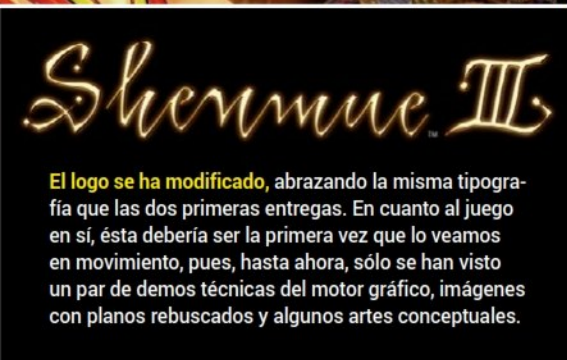 Shenmue III
™
El logo se ha modificado, abrazando la misma tipogra-
fía que las dos primeras entregas. En cuanto al juego
en sí, ésta debería ser la primera vez que lo veamos
en movimiento, pues, hasta ahora, sólo se han visto
un par de demos técnicas del motor gráfico, imágenes
con planos rebuscados y algunos artes conceptuales.